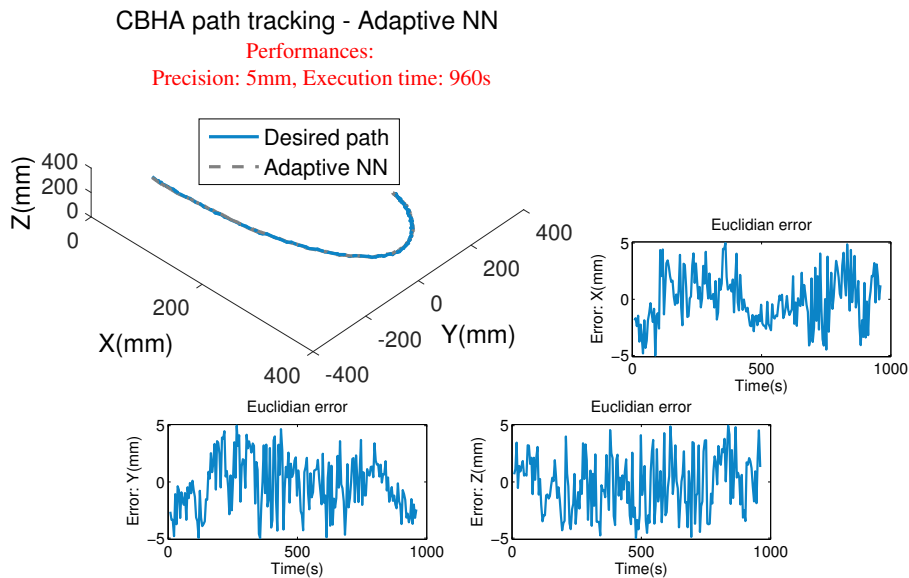 CBHA path tracking - Adaptive NN
Performances:
Precision: 5mm, Execution time: 960s
Desired path
Adaptive NN
Z(mm)
400
200
0
0
200
400
X(mm)
-400
-200
0
200
400
Y(mm)
Euclidian error
Error: X(mm)
5
0
-5
0
500
1000
Time(s)
Euclidian error
Error: Y(mm)
5
0
-5
0
500
1000
Time(s)
Euclidian error
Error: Z(mm)
5
0
-5
0
500
1000
Time(s)